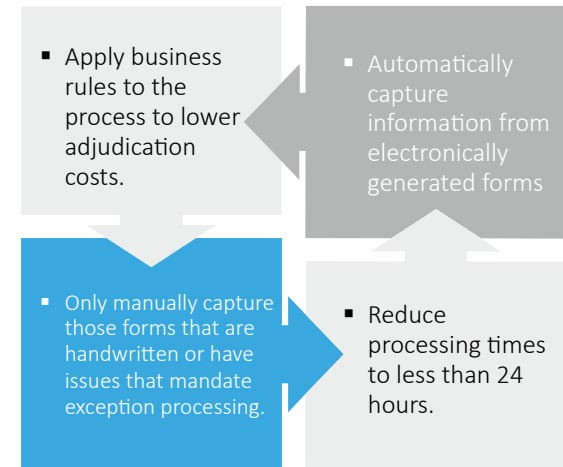 ▪ Apply business
rules to the
process to lower
adjudication
costs.
▪ Automatically
capture
information from
electronically
generated forms
▪ Only manually capture
those forms that are
handwritten or have
issues that mandate
exception processing.
▪ Reduce
processing times
to less than 24
hours.